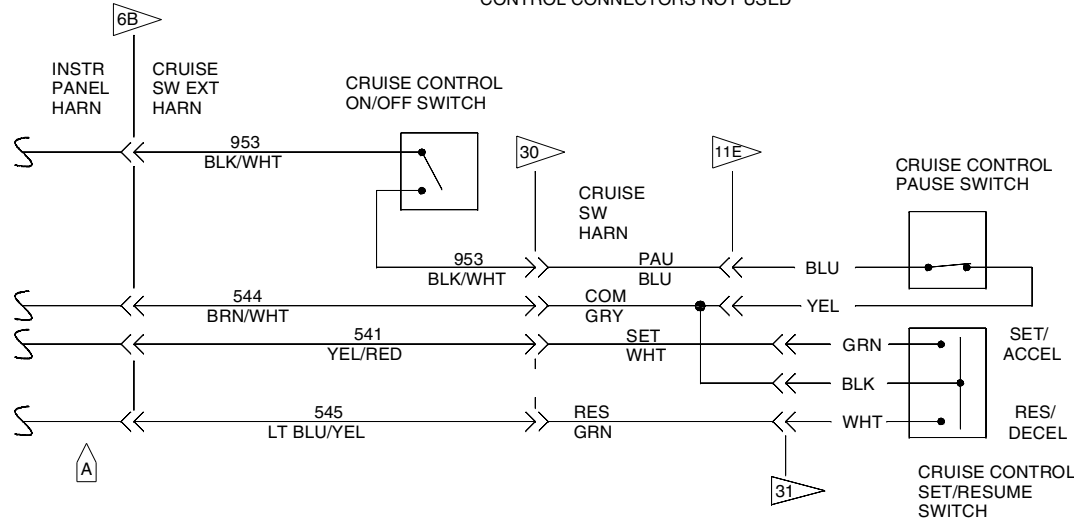 CONTROL CONNECTORS NOT USED
6B
INSTR
PANEL
HARN
CRUISE
SW EXT
HARN
CRUISE CONTROL
ON/OFF SWITCH
953
BLK/WHT
30
11E
CRUISE CONTROL
PAUSE SWITCH
CRUISE
SW
HARN
953
BLK/WHT
PAU
BLU
BLU
544
BRN/WHT
COM
GRY
YEL
541
YEL/RED
SET
WHT
GRN
SET/
ACCEL
BLK
545
LT BLU/YEL
RES
GRN
WHT
RES/
DECEL
A
31
CRUISE CONTROL
SET/RESUME
SWITCH